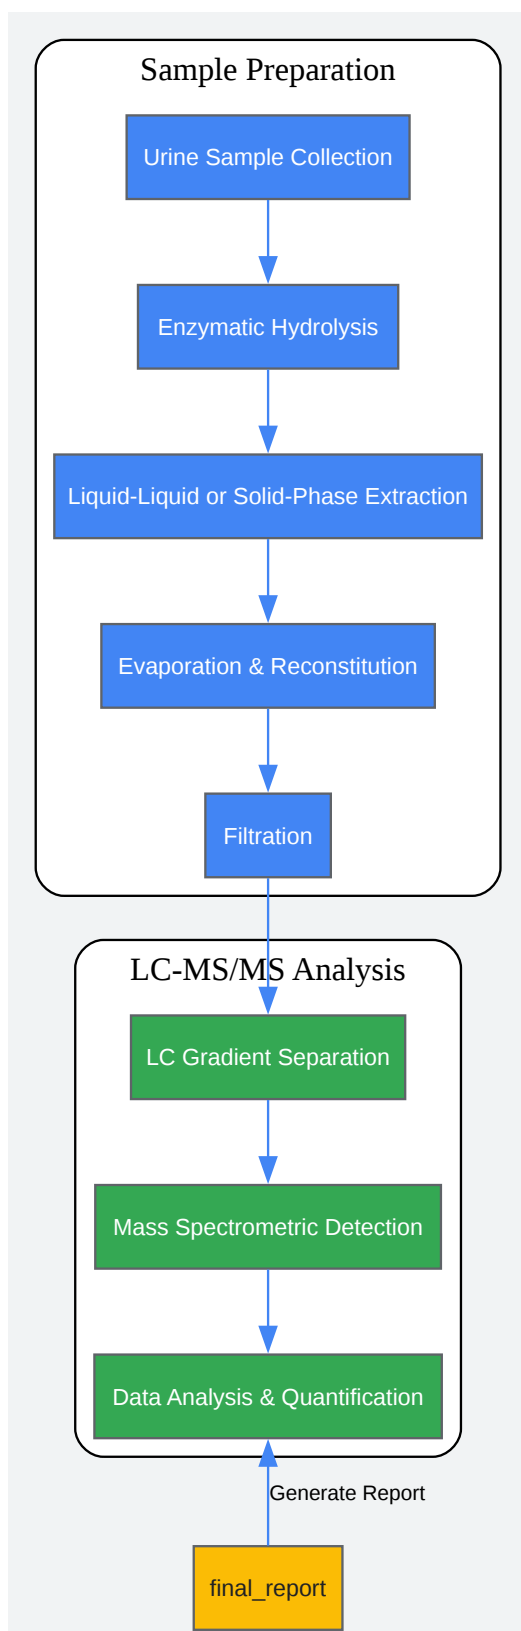 Sample Preparation
Urine Sample Collection
Enzymatic Hydrolysis
Liquid-Liquid or Solid-Phase Extraction
Evaporation & Reconstitution
Filtration
LC-MS/MS Analysis
LC Gradient Separation
Mass Spectrometric Detection
Data Analysis & Quantification
Generate Report
final_report